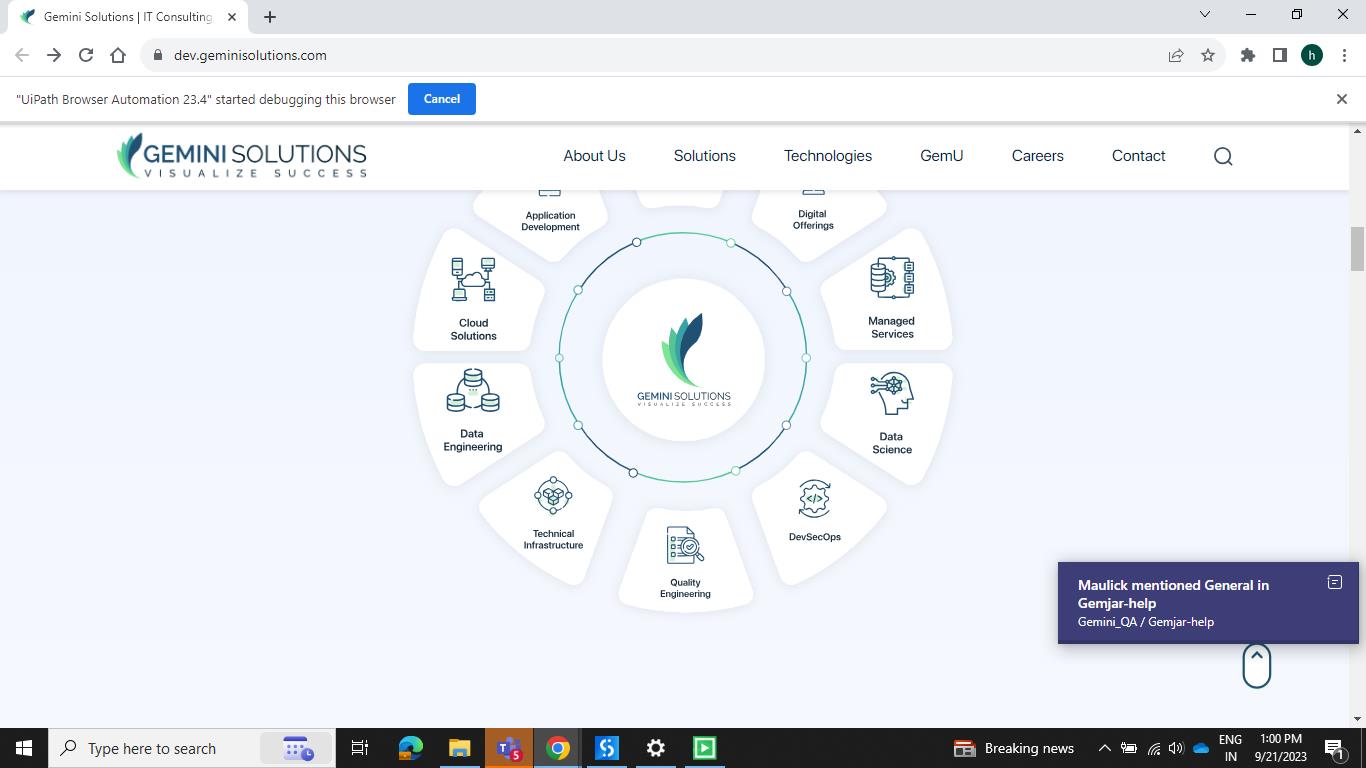 Gemini Solutions | IT Consulting
dev.geminisolutions.com
h
"UiPath Browser Automation 23.4" started debugging this browser
Cancel
GEMINI SOLUTIONS
VISUALIZE SUCCESS
About Us
Solutions
Technologies
GemU
Careers
Contact
Application
Development
Digital
Offerings
Cloud
Solutions
Managed
Services
GEMINI SOLUTIONS
VISUALIZE SUCCESS
Data
Engineering
Data
Science
Technical
Infrastructure
DevSecOps
Quality
Engineering
Maulick mentioned General in
Gemjar-help
Gemini_QA / Gemjar-help
Type here to search
5
Breaking news
ENG
IN
1:00 PM
9/21/2023
1